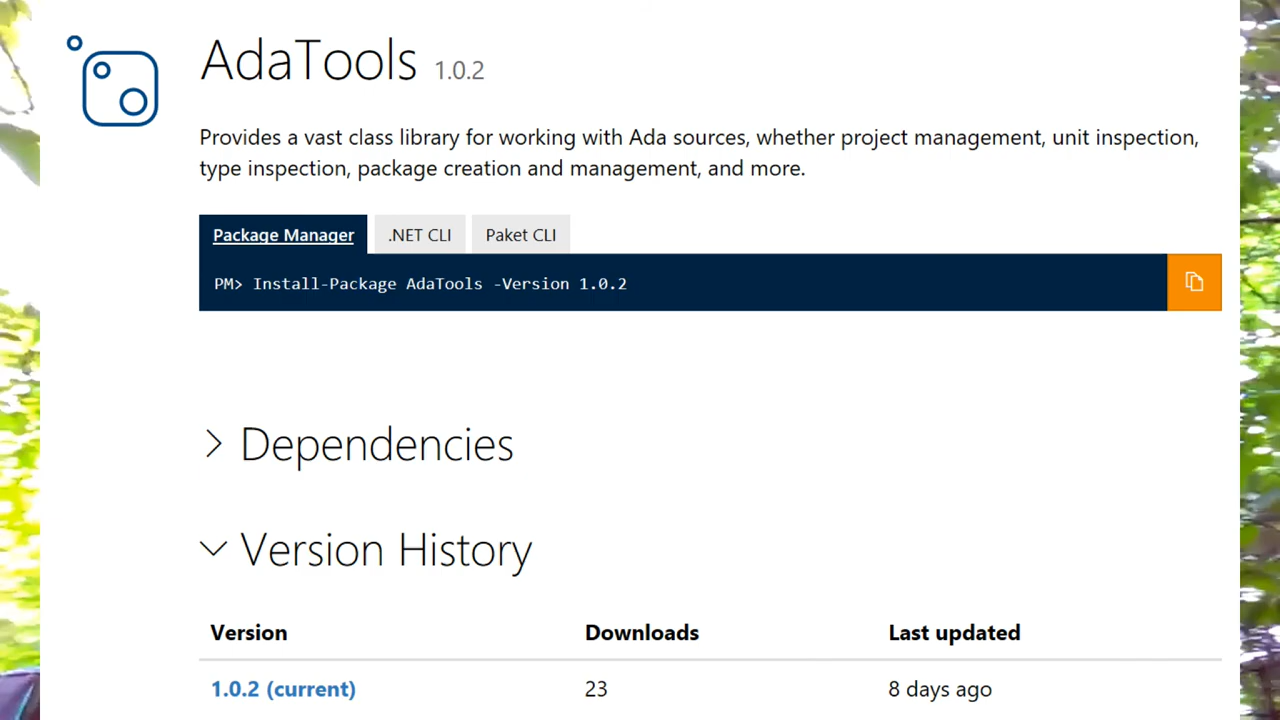 AdaTools 1.0.2
Provides a vast class library for working with Ada sources, whether project management, unit inspection,
type inspection, package creation and management, and more.
Package Manager .NET CLI Paket CLI
PM> Install-Package AdaTools -Version 1.0.2
Dependencies
Version History
Version Downloads Last updated
1.0.2 (current) 23 8 days ago